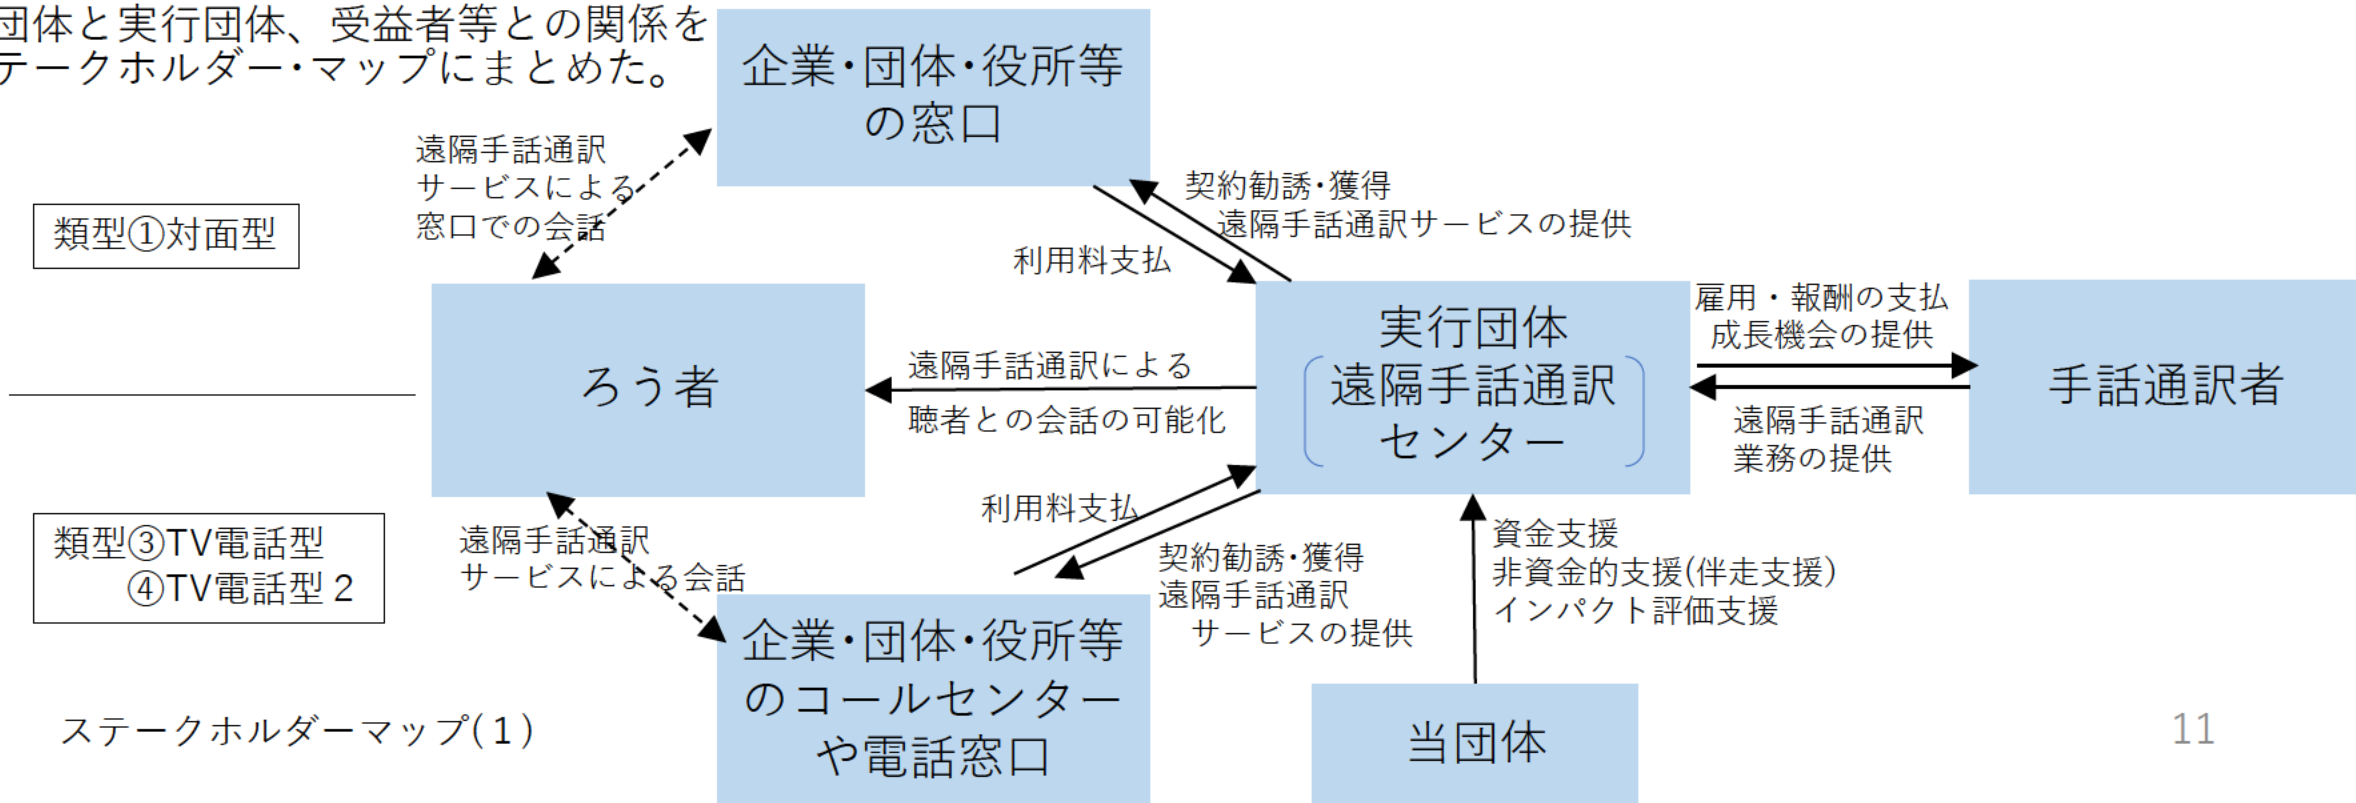 団体と実行団体、受益者等との関係を
テークホルダー・マップにまとめた。
企業・団体・役所等
の窓口
遠隔手話通訳
サービスによる
窓口での会話
類型①対面型
契約勧誘・獲得
遠隔手話通訳サービスの提供
利用料支払
ろう者
遠隔手話通訳による
聴者との会話の可能化
実行団体
遠隔手話通訳
センター
雇用・報酬の支払
成長機会の提供
手話通訳者
遠隔手話通訳
業務の提供
類型③TV電話型
④TV電話型2
遠隔手話通訳
サービスによる会話
利用料支払
契約勧誘・獲得
遠隔手話通訳
サービスの提供
資金支援
非資金的支援(伴走支援)
インパクト評価支援
企業・団体・役所等
のコールセンター
や電話窓口
当団体
ステークホルダーマップ(1)
11